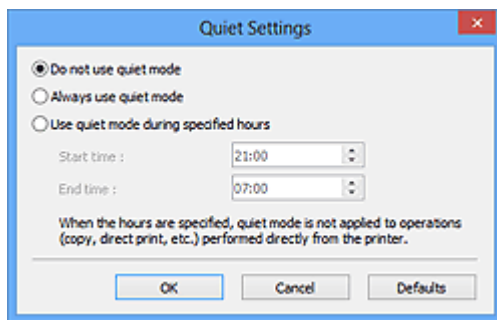 Quiet Settings
Do not use quiet mode
Always use quiet mode
Use quiet mode during specified hours
Start time : 21:00
End time : 07:00
When the hours are specified, quiet mode is not applied to operations
(copy, direct print, etc.) performed directly from the printer.
OK Cancel Defaults